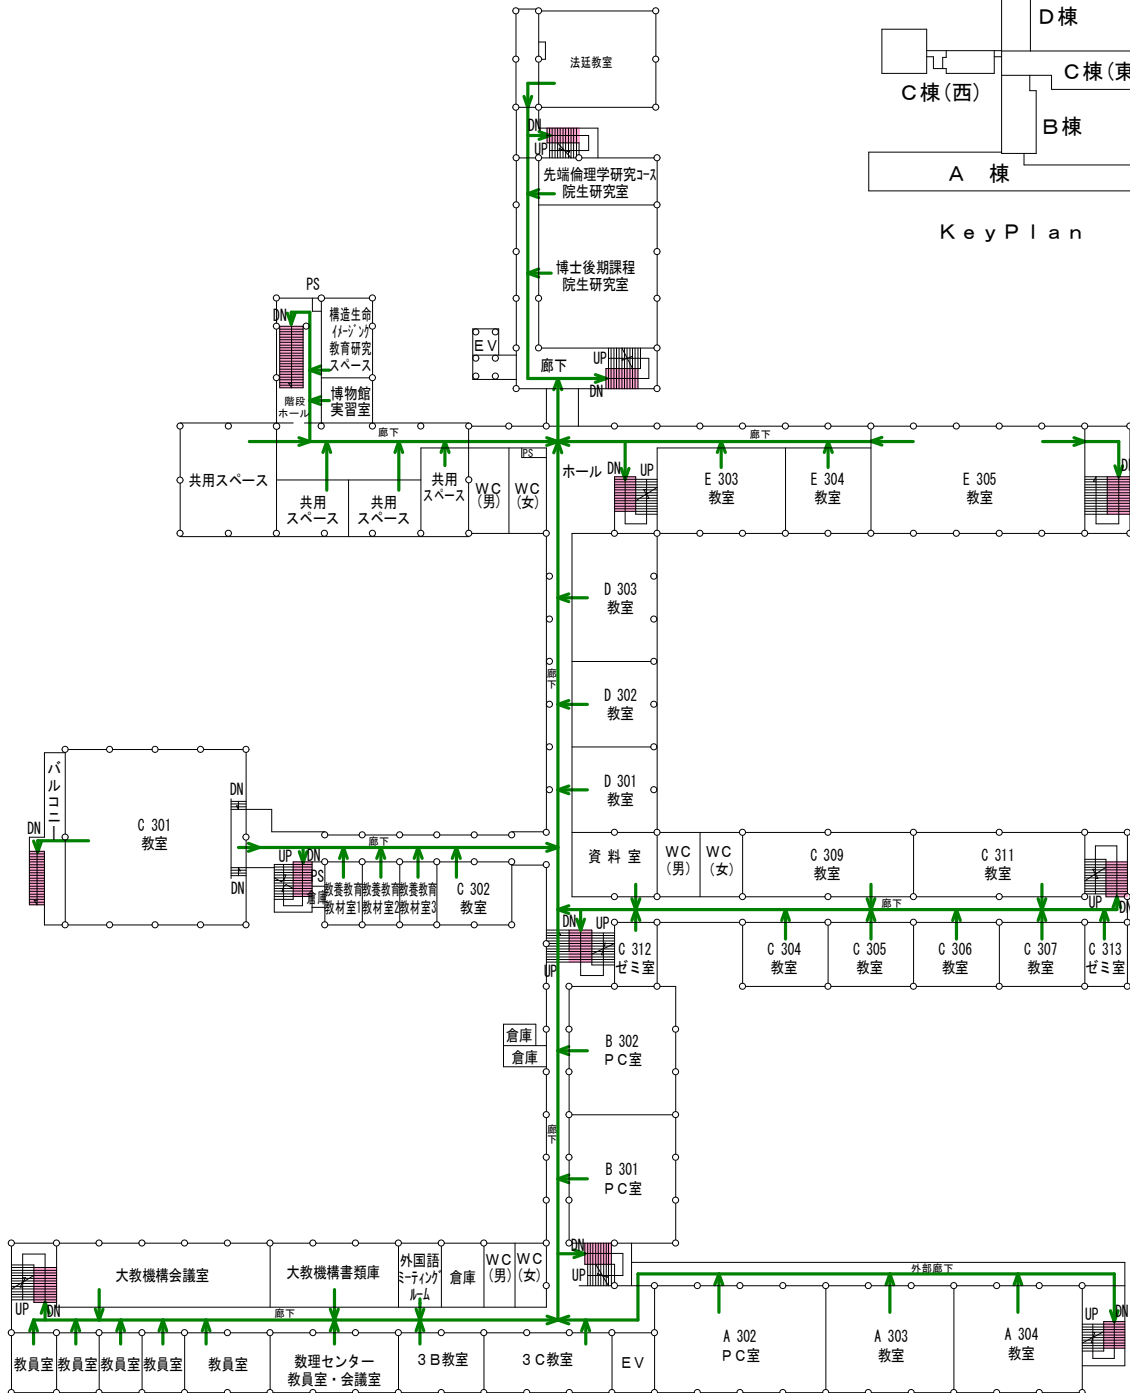 D棟
C棟(西)
C棟(東
B棟
A 棟
KeyPlan
法廷教室
DN
UP
先端倫理学研究コース
院生研究室
博士後期課程
院生研究室
EV
廊下
UP
DN
PS
DN
構造生命
イメージング
教育研究
スペース
階段
ホール
博物館
実習室
廊下
廊下
共用スペース
共用
スペース
共用
スペース
共用
スペース
WC
(男)
WC
(女)
PS
ホール
DN
UP
E 303
教室
E 304
教室
E 305
DN
D 303
教室
廊下
D 302
教室
D 301
教室
バルコニー
DN
C 301
教室
DN
DN
廊下
UP
DN
PS
倉庫
教養教育
教材室1
教養教育
教材室2
教養教育
教材室3
C 302
教室
資料室
WC
(男)
WC
(女)
C 309
教室
C 311
教室
廊下
UP
DN
DN
UP
UP
C 312
ゼミ室
C 304
教室
C 305
教室
C 306
教室
C 307
教室
C 313
ゼミ室
倉庫
倉庫
B 302
PC室
廊下
B 301
PC室
DN
UP
大教機構会議室
大教機構書類庫
外国語
ミーティング
ルーム
倉庫
WC
(男)
WC
(女)
外部廊下
UP
DN
廊下
教員室
教員室
教員室
教員室
教員室
数理センター
教員室・会議室
3B教室
3C教室
EV
A 302
PC室
A 303
教室
A 304
教室
UP
DN